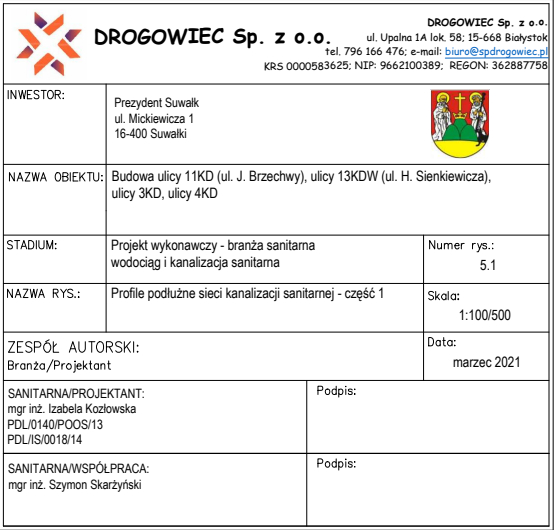 DROGOWIEC Sp. z o.o.
DROGOWIEC Sp. z o.o.
ul. Upalna 1A lok. 58; 15-668 Białystok
tel. 796 166 476; e-mail: biuro@spdrogowiec.pl
KRS 0000583625; NIP: 9662100389; REGON: 362887758
INWESTOR:
Prezydent Suwałk
ul. Mickiewicza 1
16-400 Suwałki
NAZWA OBIEKTU:
Budowa ulicy 11KD (ul. J. Brzechwy), ulicy 13KDW (ul. H. Sienkiewicza),
ulicy 3KD, ulicy 4KD
STADIUM:
Projekt wykonawczy - branża sanitarna
wodociąg i kanalizacja sanitarna
Numer rys.:
5.1
NAZWA RYS.:
Profile podłużne sieci kanalizacji sanitarnej - część 1
Skala:
1:100/500
ZESPÓŁ AUTORSKI:
Branża/Projektant
Data:
marzec 2021
SANITARNA/PROJEKTANT:
mgr inż. Izabela Kozłowska
PDL/0140/POOS/13
PDL/IS/0018/14
Podpis:
SANITARNA/WSPÓŁPRACA:
mgr inż. Szymon Skarżyński
Podpis: